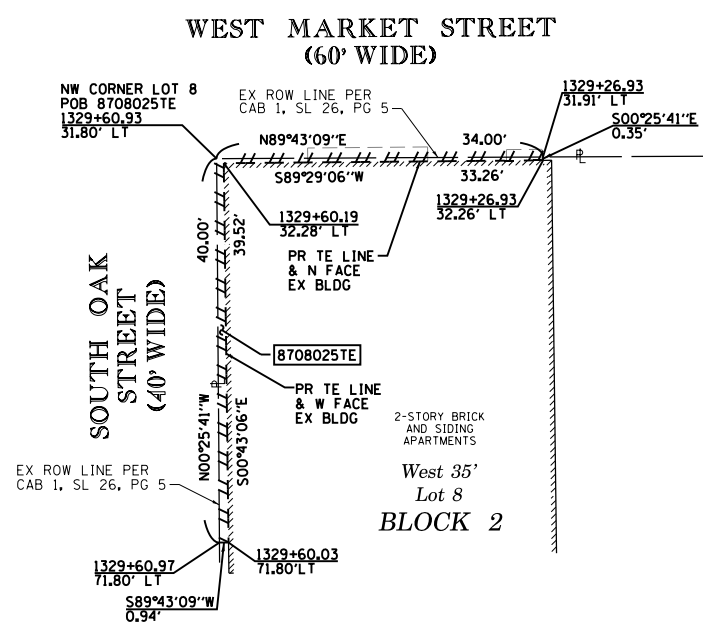 WEST MARKET STREET
(60' WIDE)
NW CORNER LOT 8
POB 8708025TE
1329+60.93
31.80' LT
EX ROW LINE PER
CAB 1, SL 26, PG 5
1329+26.93
31.91' LT
S00°25'41"E
0.35'
N89°43'09"E
34.00'
PL
S89°29'06"W
33.26'
1329+26.93
32.26' LT
1329+60.19
32.28' LT
40.00'
39.52'
PR TE LINE
& N FACE
EX BLDG
SOUTH OAK
STREET
(40' WIDE)
8708025TE
PL
PR TE LINE
& W FACE
EX BLDG
N00°25'41"W
S00°43'06"E
2-STORY BRICK
AND SIDING
APARTMENTS
West 35'
Lot 8
BLOCK 2
EX ROW LINE PER
CAB 1, SL 26, PG 5
1329+60.97
71.80' LT
1329+60.03
71.80'LT
S89°43'09"W
0.94'